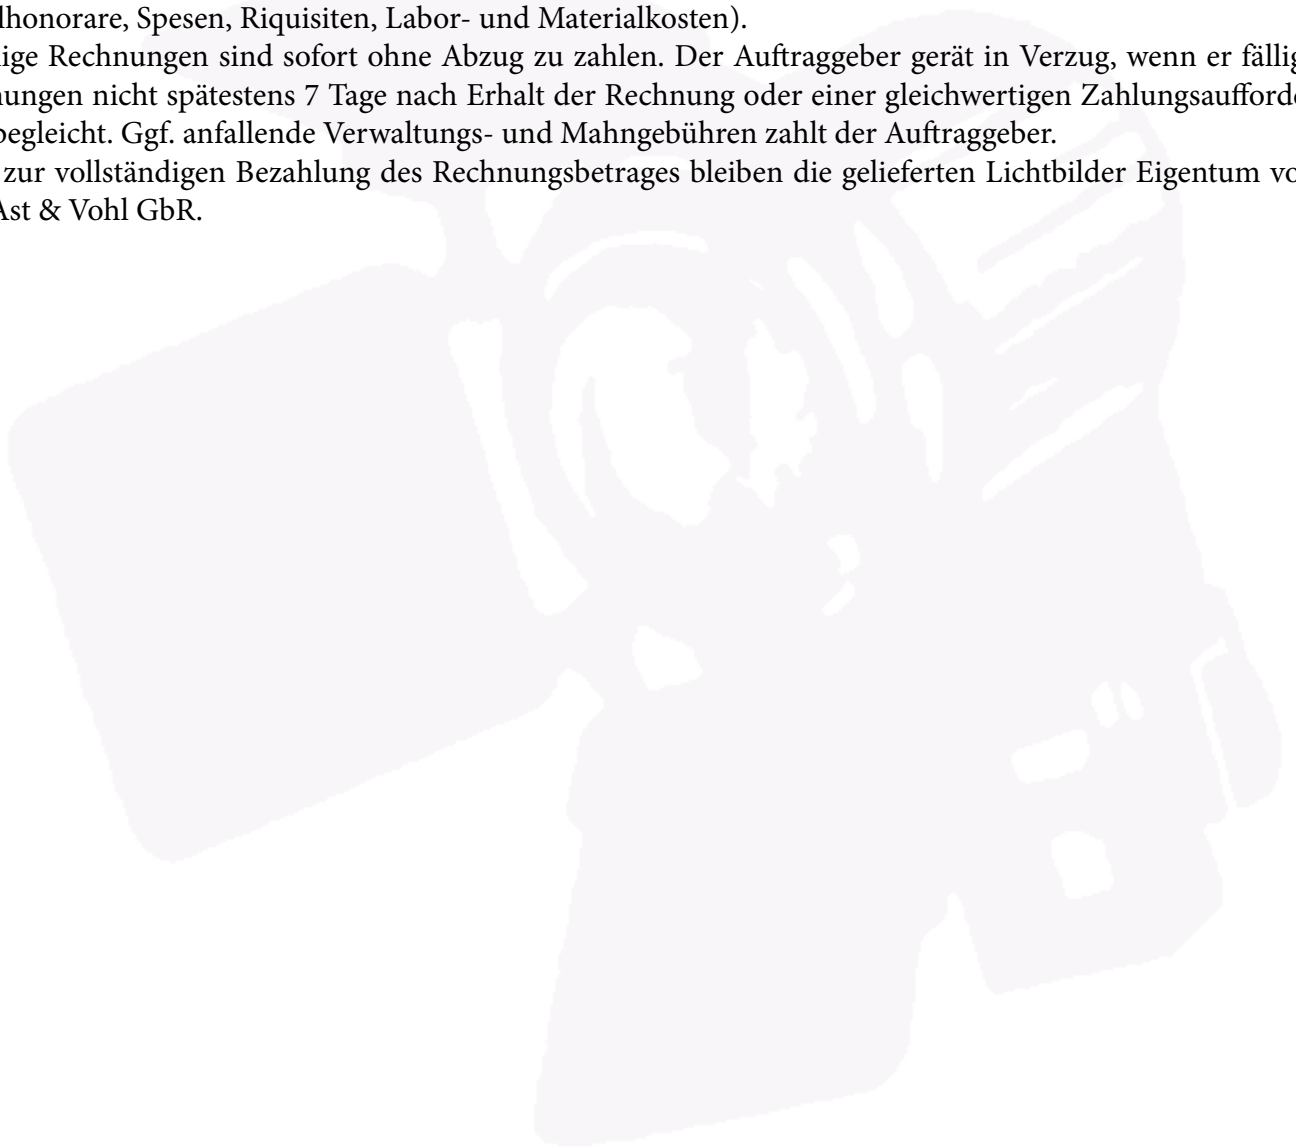 lhonorare, Spesen, Riquisiten, Labor- und Materialkosten).
ige Rechnungen sind sofort ohne Abzug zu zahlen. Der Auftraggeber gerät in Verzug, wenn er fällig
nungen nicht spätestens 7 Tage nach Erhalt der Rechnung oder einer gleichwertigen Zahlungsaufforde
begleicht. Ggf. anfallende Verwaltungs- und Mahngebühren zahlt der Auftraggeber.
zur vollständigen Bezahlung des Rechnungsbetrages bleiben die gelieferten Lichtbilder Eigentum vo
Ast & Vohl GbR.